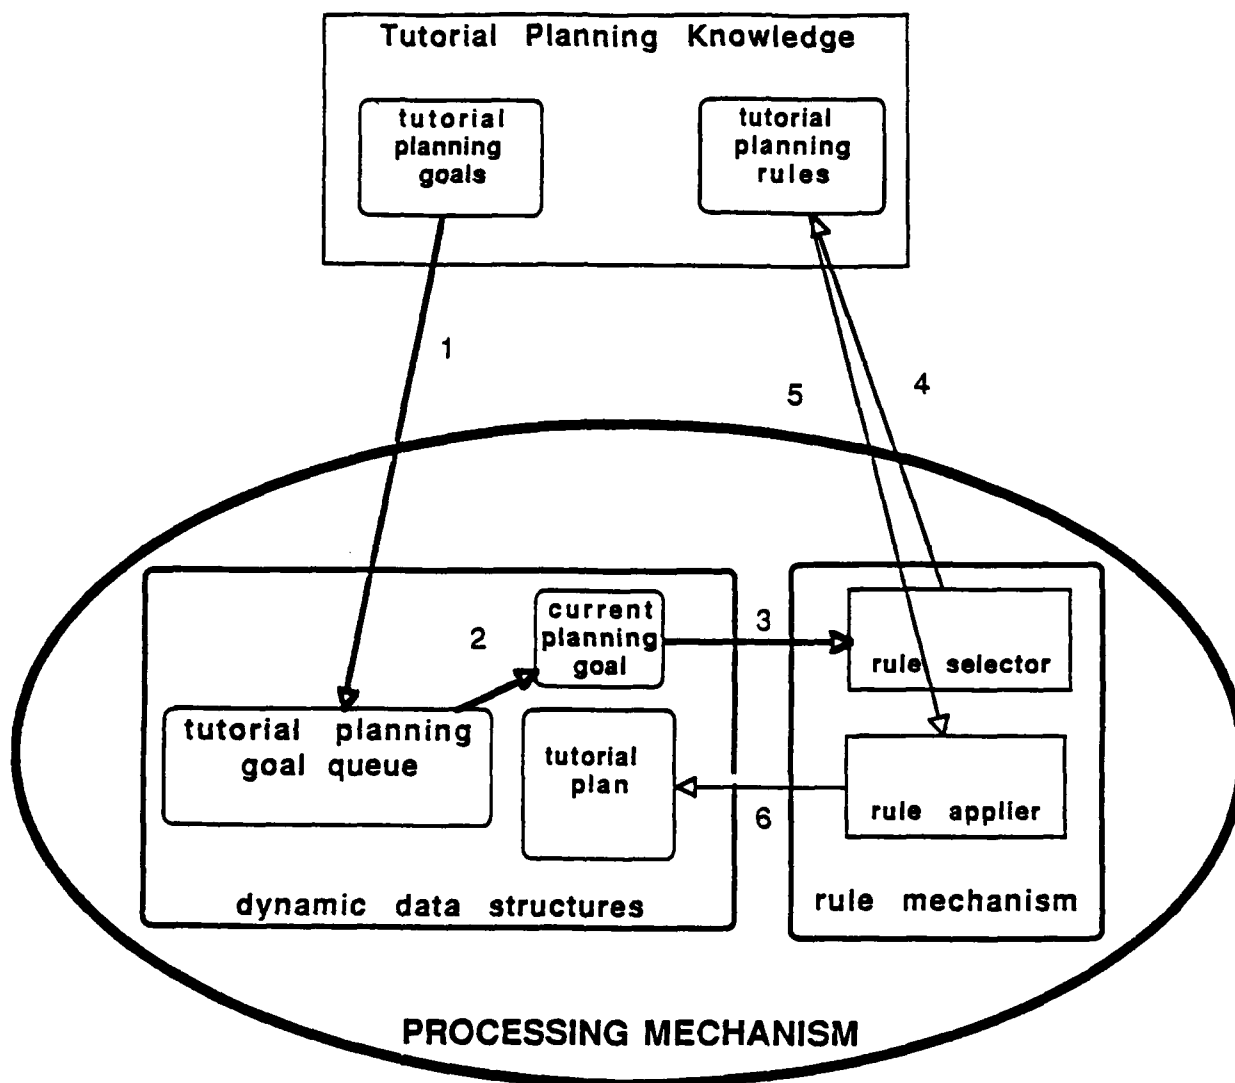 Tutorial Planning Knowledge
tutorial
planning
goals
tutorial
planning
rules
1
5
4
2
current
planning
goal
3
rule selector
tutorial planning
goal queue
tutorial
plan
6
rule applier
dynamic data structures
rule mechanism
PROCESSING MECHANISM